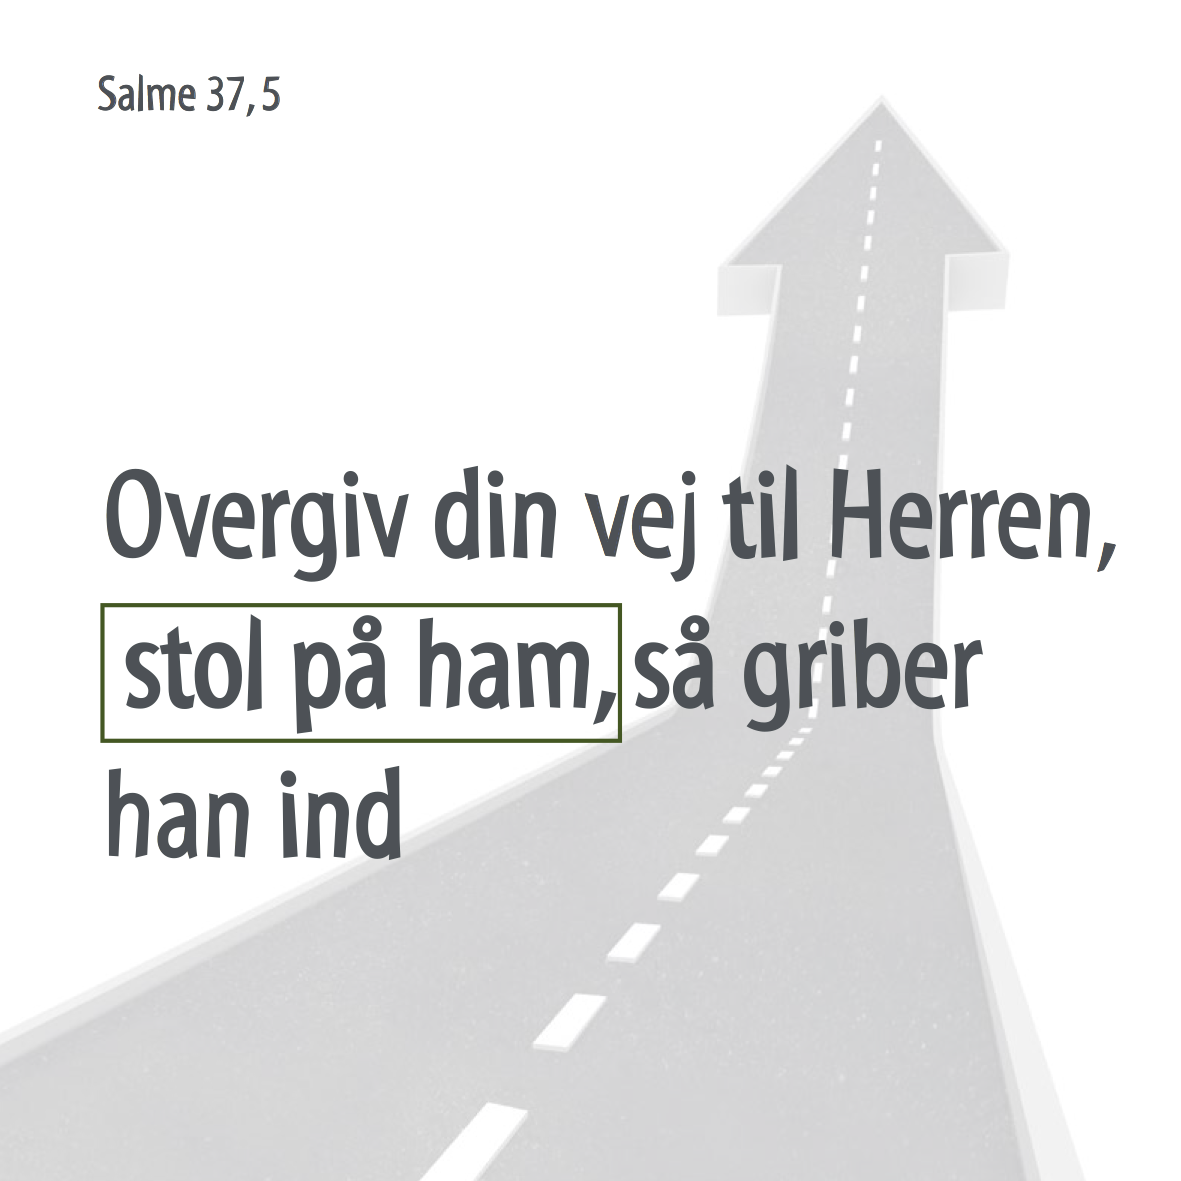 Salme 37, 5
Overgiv din vej til Herren,
stol på ham, så griber
han ind